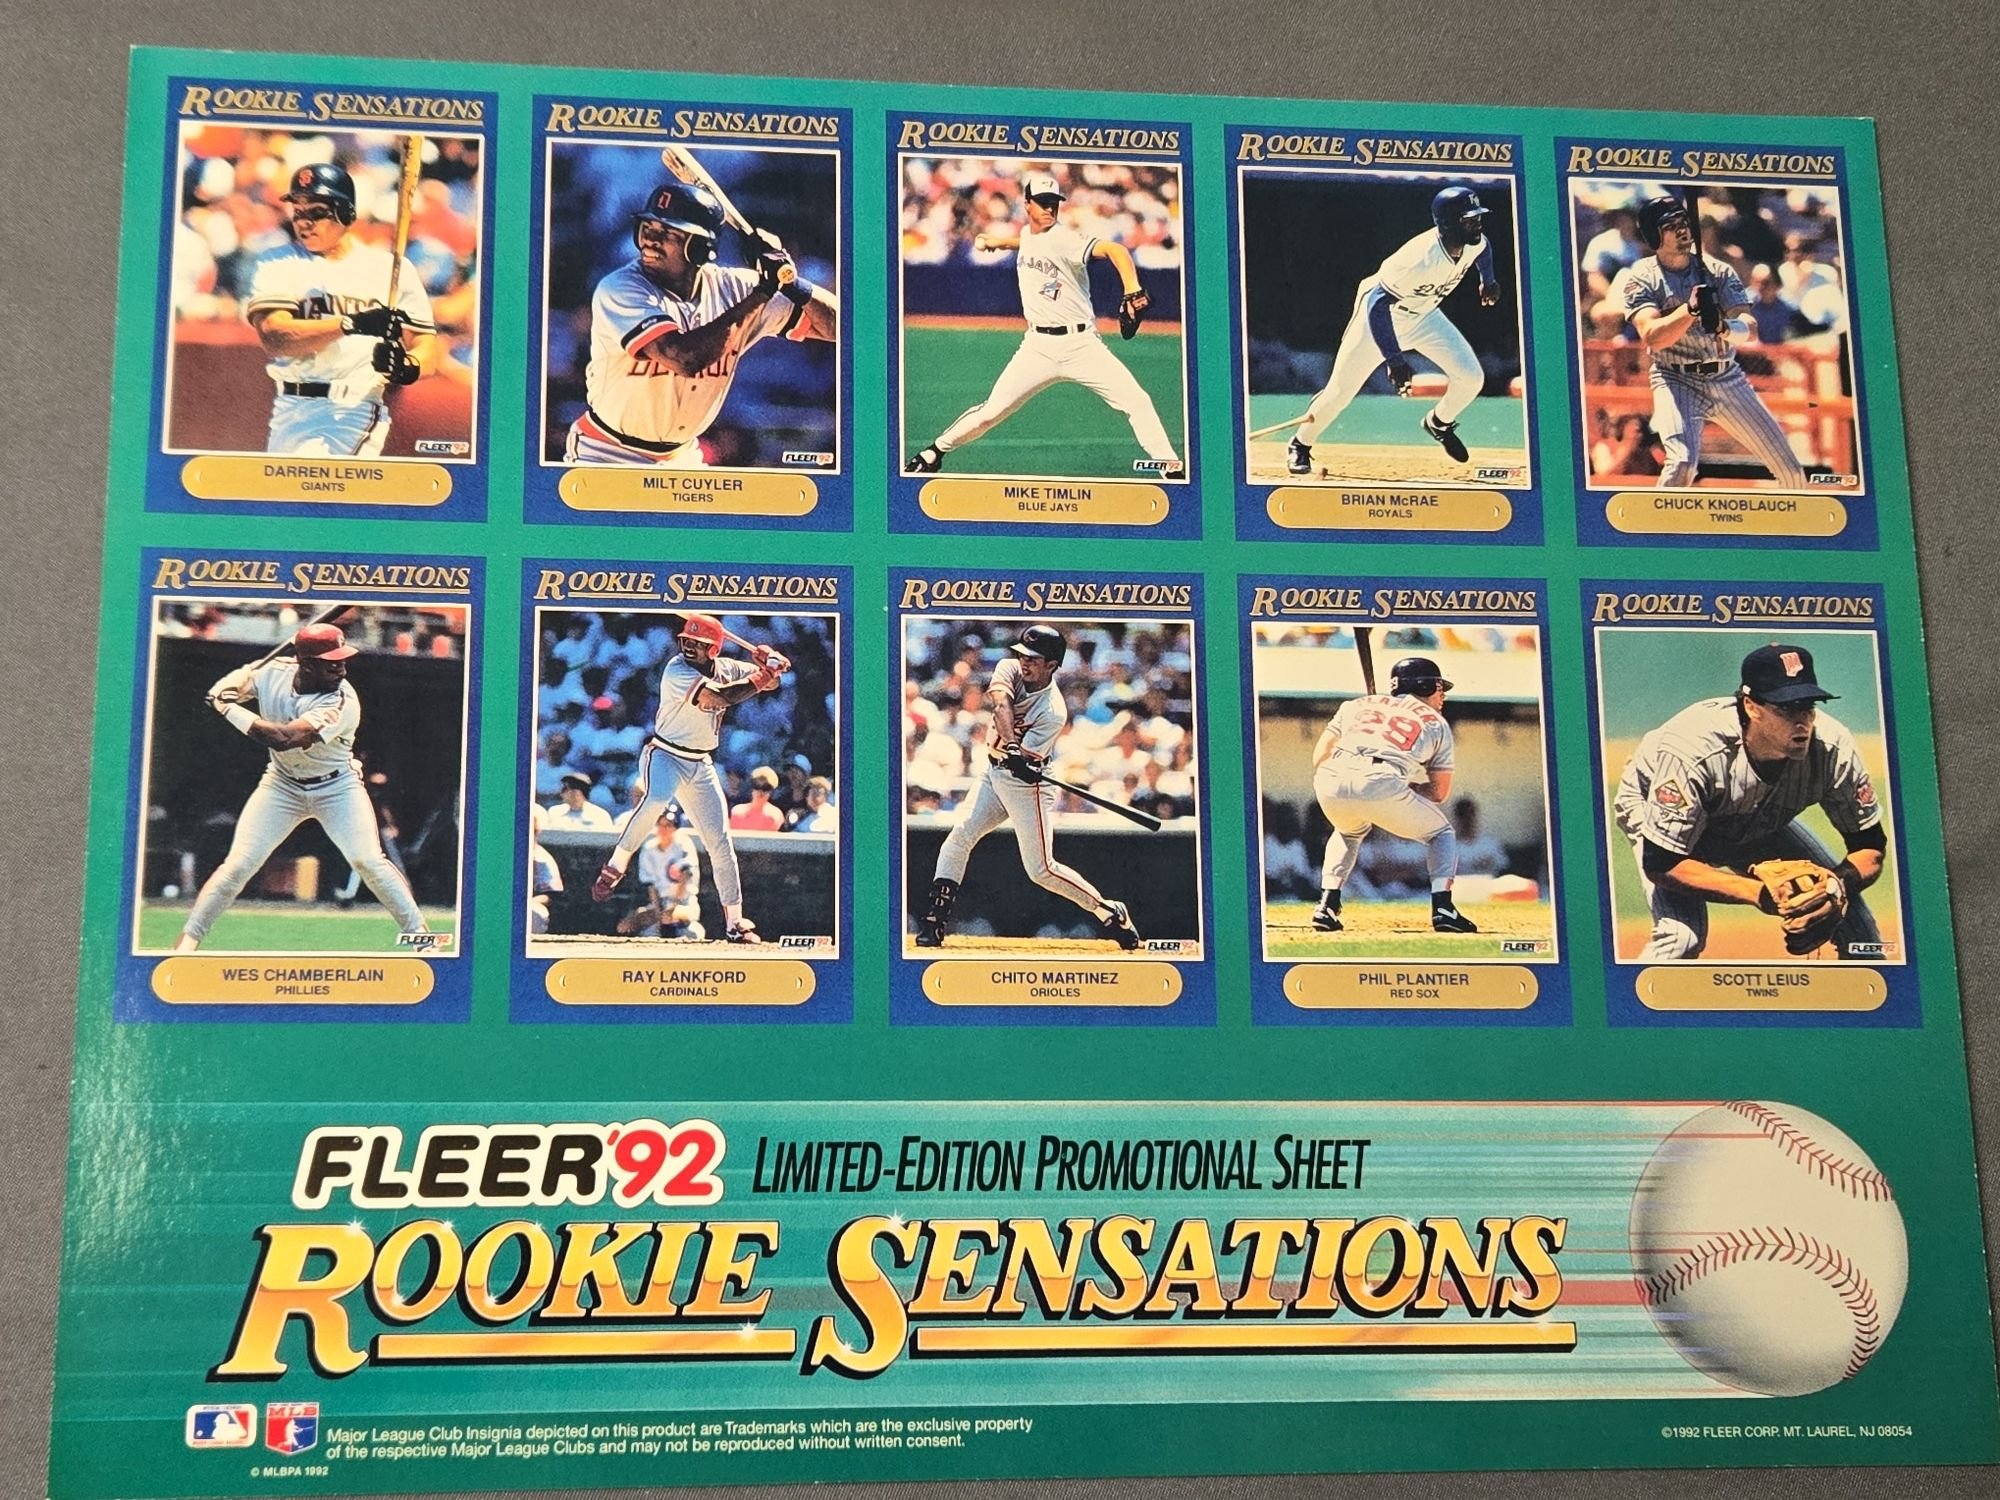 ROOKIE SENSATIONS
ROOKIE SENSATIONS
ROOKIE SENSATIONS
ROOKIE SENSATIONS
ROOKIE SENSATIONS
GIANTS
DETROIT
JAYS
FLEER '92
FLEER '92
FLEER '92
FLEER '92
FLEER '92
DARREN LEWIS
GIANTS
MILT CUYLER
TIGERS
MIKE TIMLIN
BLUE JAYS
BRIAN McRAE
ROYALS
CHUCK KNOBLAUCH
TWINS
ROOKIE SENSATIONS
ROOKIE SENSATIONS
ROOKIE SENSATIONS
ROOKIE SENSATIONS
ROOKIE SENSATIONS
PLANTIER
29
FLEER '92
FLEER '92
FLEER '92
FLEER '92
FLEER '92
WES CHAMBERLAIN
PHILLIES
RAY LANKFORD
CARDINALS
CHITO MARTINEZ
ORIOLES
PHIL PLANTIER
RED SOX
SCOTT LEIUS
TWINS
FLEER '92 LIMITED-EDITION PROMOTIONAL SHEET
ROOKIE SENSATIONS
MLB
Major League Club Insignia depicted on this product are Trademarks which are the exclusive property
of the respective Major League Clubs and may not be reproduced without written consent.
© MLBPA 1992
©1992 FLEER CORP. MT. LAUREL, NJ 08054